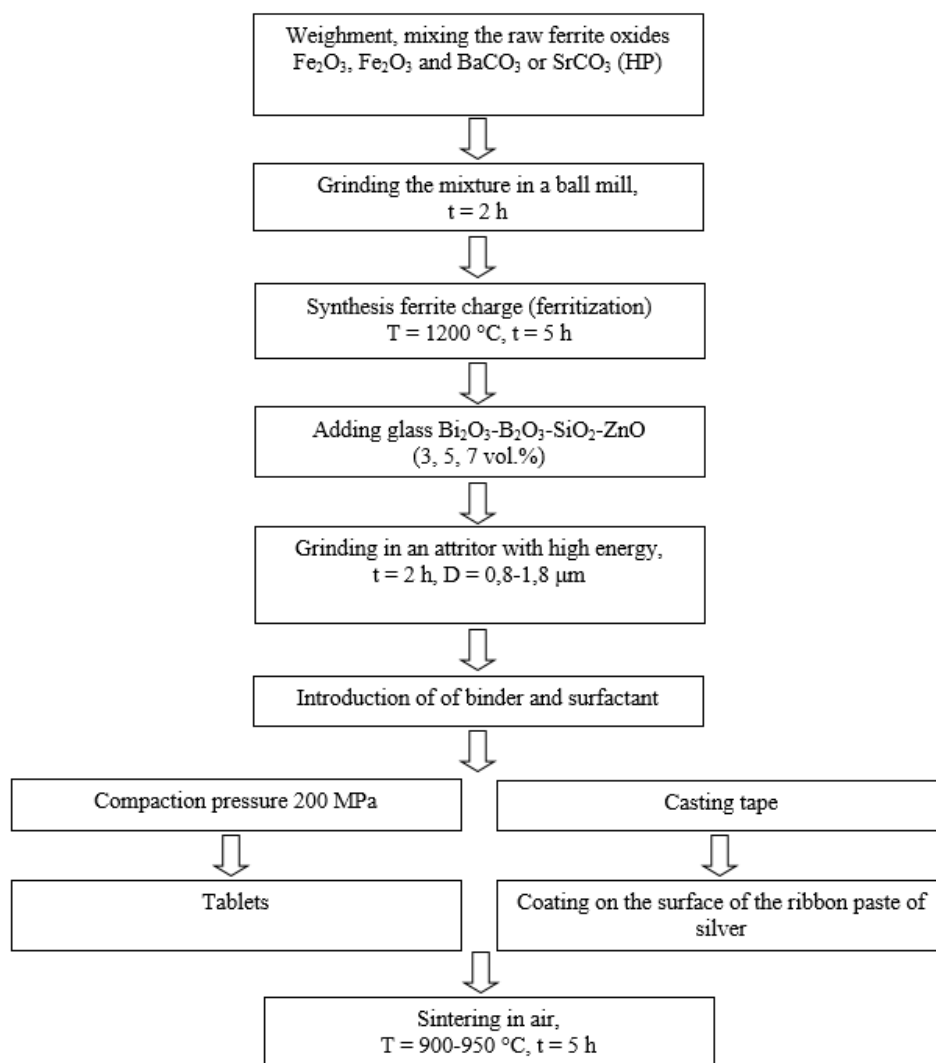 Weighment, mixing the raw ferrite oxides
Fe₂O₃, Fe₂O₃ and BaCO₃ or SrCO₃ (HP)
Grinding the mixture in a ball mill,
t = 2 h
Synthesis ferrite charge (ferritization)
T = 1200 °C, t = 5 h
Adding glass Bi₂O₃-B₂O₃-SiO₂-ZnO
(3, 5, 7 vol.%)
Grinding in an attritor with high energy,
t = 2 h, D = 0,8-1,8 μm
Introduction of of binder and surfactant
Compaction pressure 200 MPa
Casting tape
Tablets
Coating on the surface of the ribbon paste of
silver
Sintering in air,
T = 900-950 °C, t = 5 h